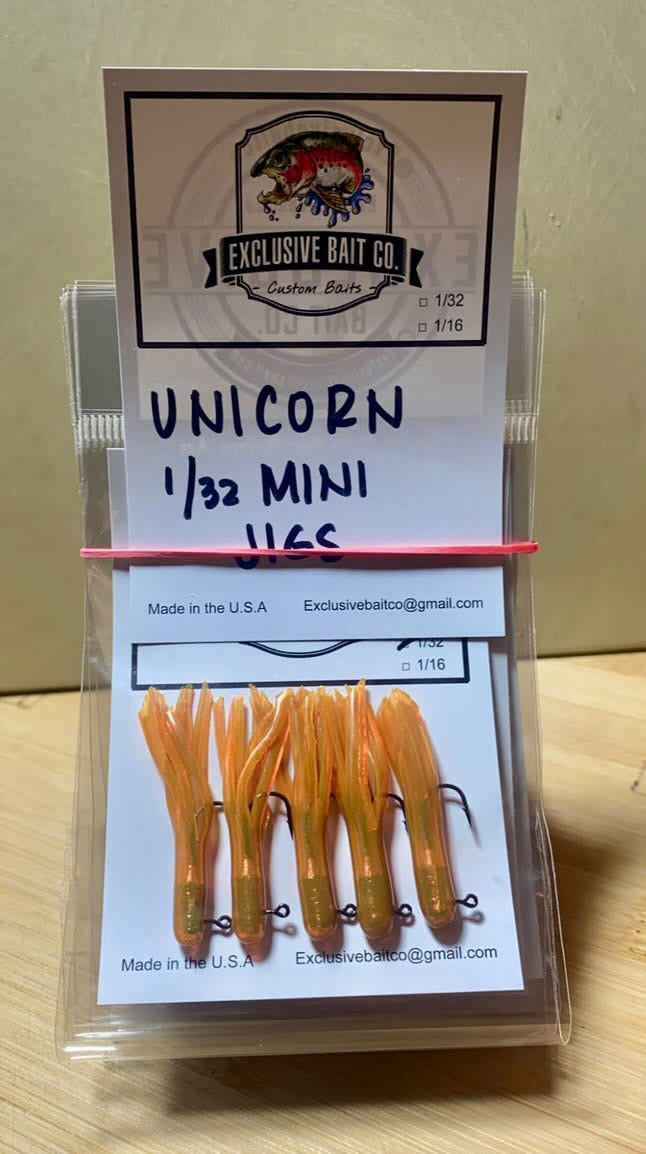 EXCLUSIVE BAIT CO.
- Custom Baits -
□ 1/32
□ 1/16
UNICORN
1/32 MINI
JIGS
Made in the U.S.A Exclusivebaitco@gmail.com
1/32
□ 1/16
Made in the U.S.A Exclusivebaitco@gmail.com